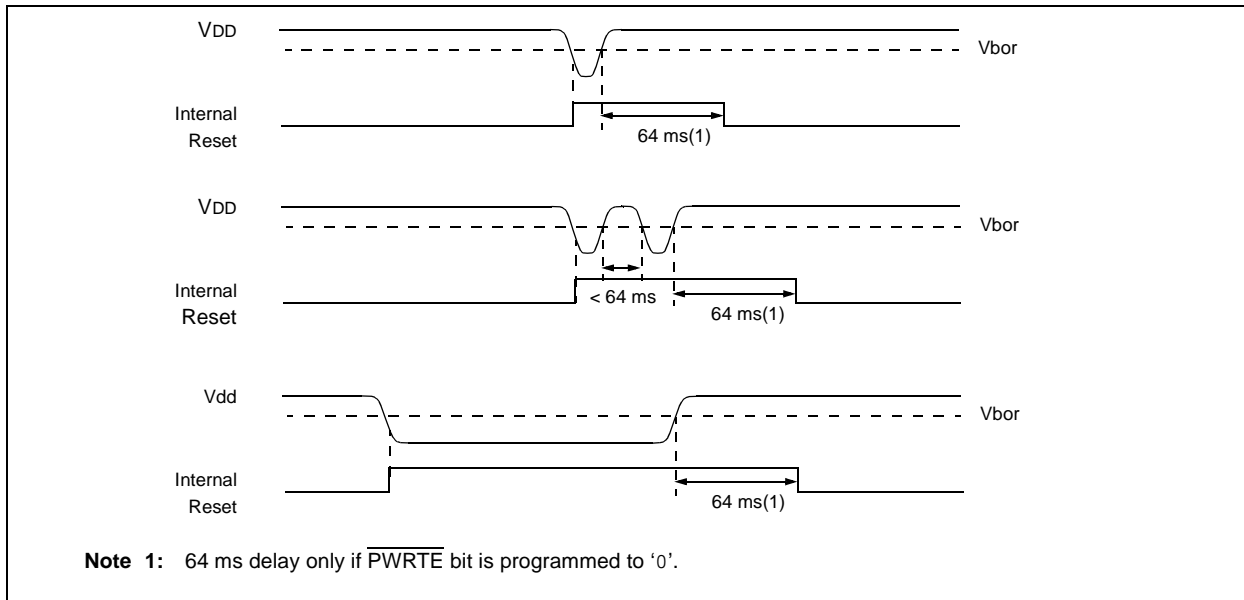 VDD
Vbor
Internal
Reset
64 ms(1)
VDD
Vbor
Internal
Reset
< 64 ms
64 ms(1)
Vdd
Vbor
Internal
Reset
64 ms(1)
Note 1: 64 ms delay only if PWRTE bit is programmed to ‘0’.